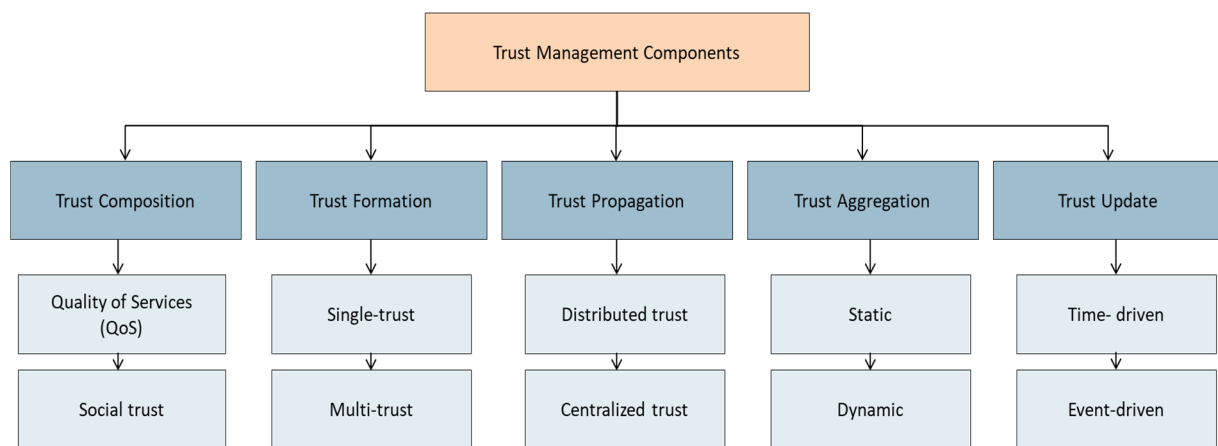 Trust Management Components
Trust Composition
Trust Formation
Trust Propagation
Trust Aggregation
Trust Update
Quality of Services
(QoS)
Single-trust
Distributed trust
Static
Time- driven
Social trust
Multi-trust
Centralized trust
Dynamic
Event-driven